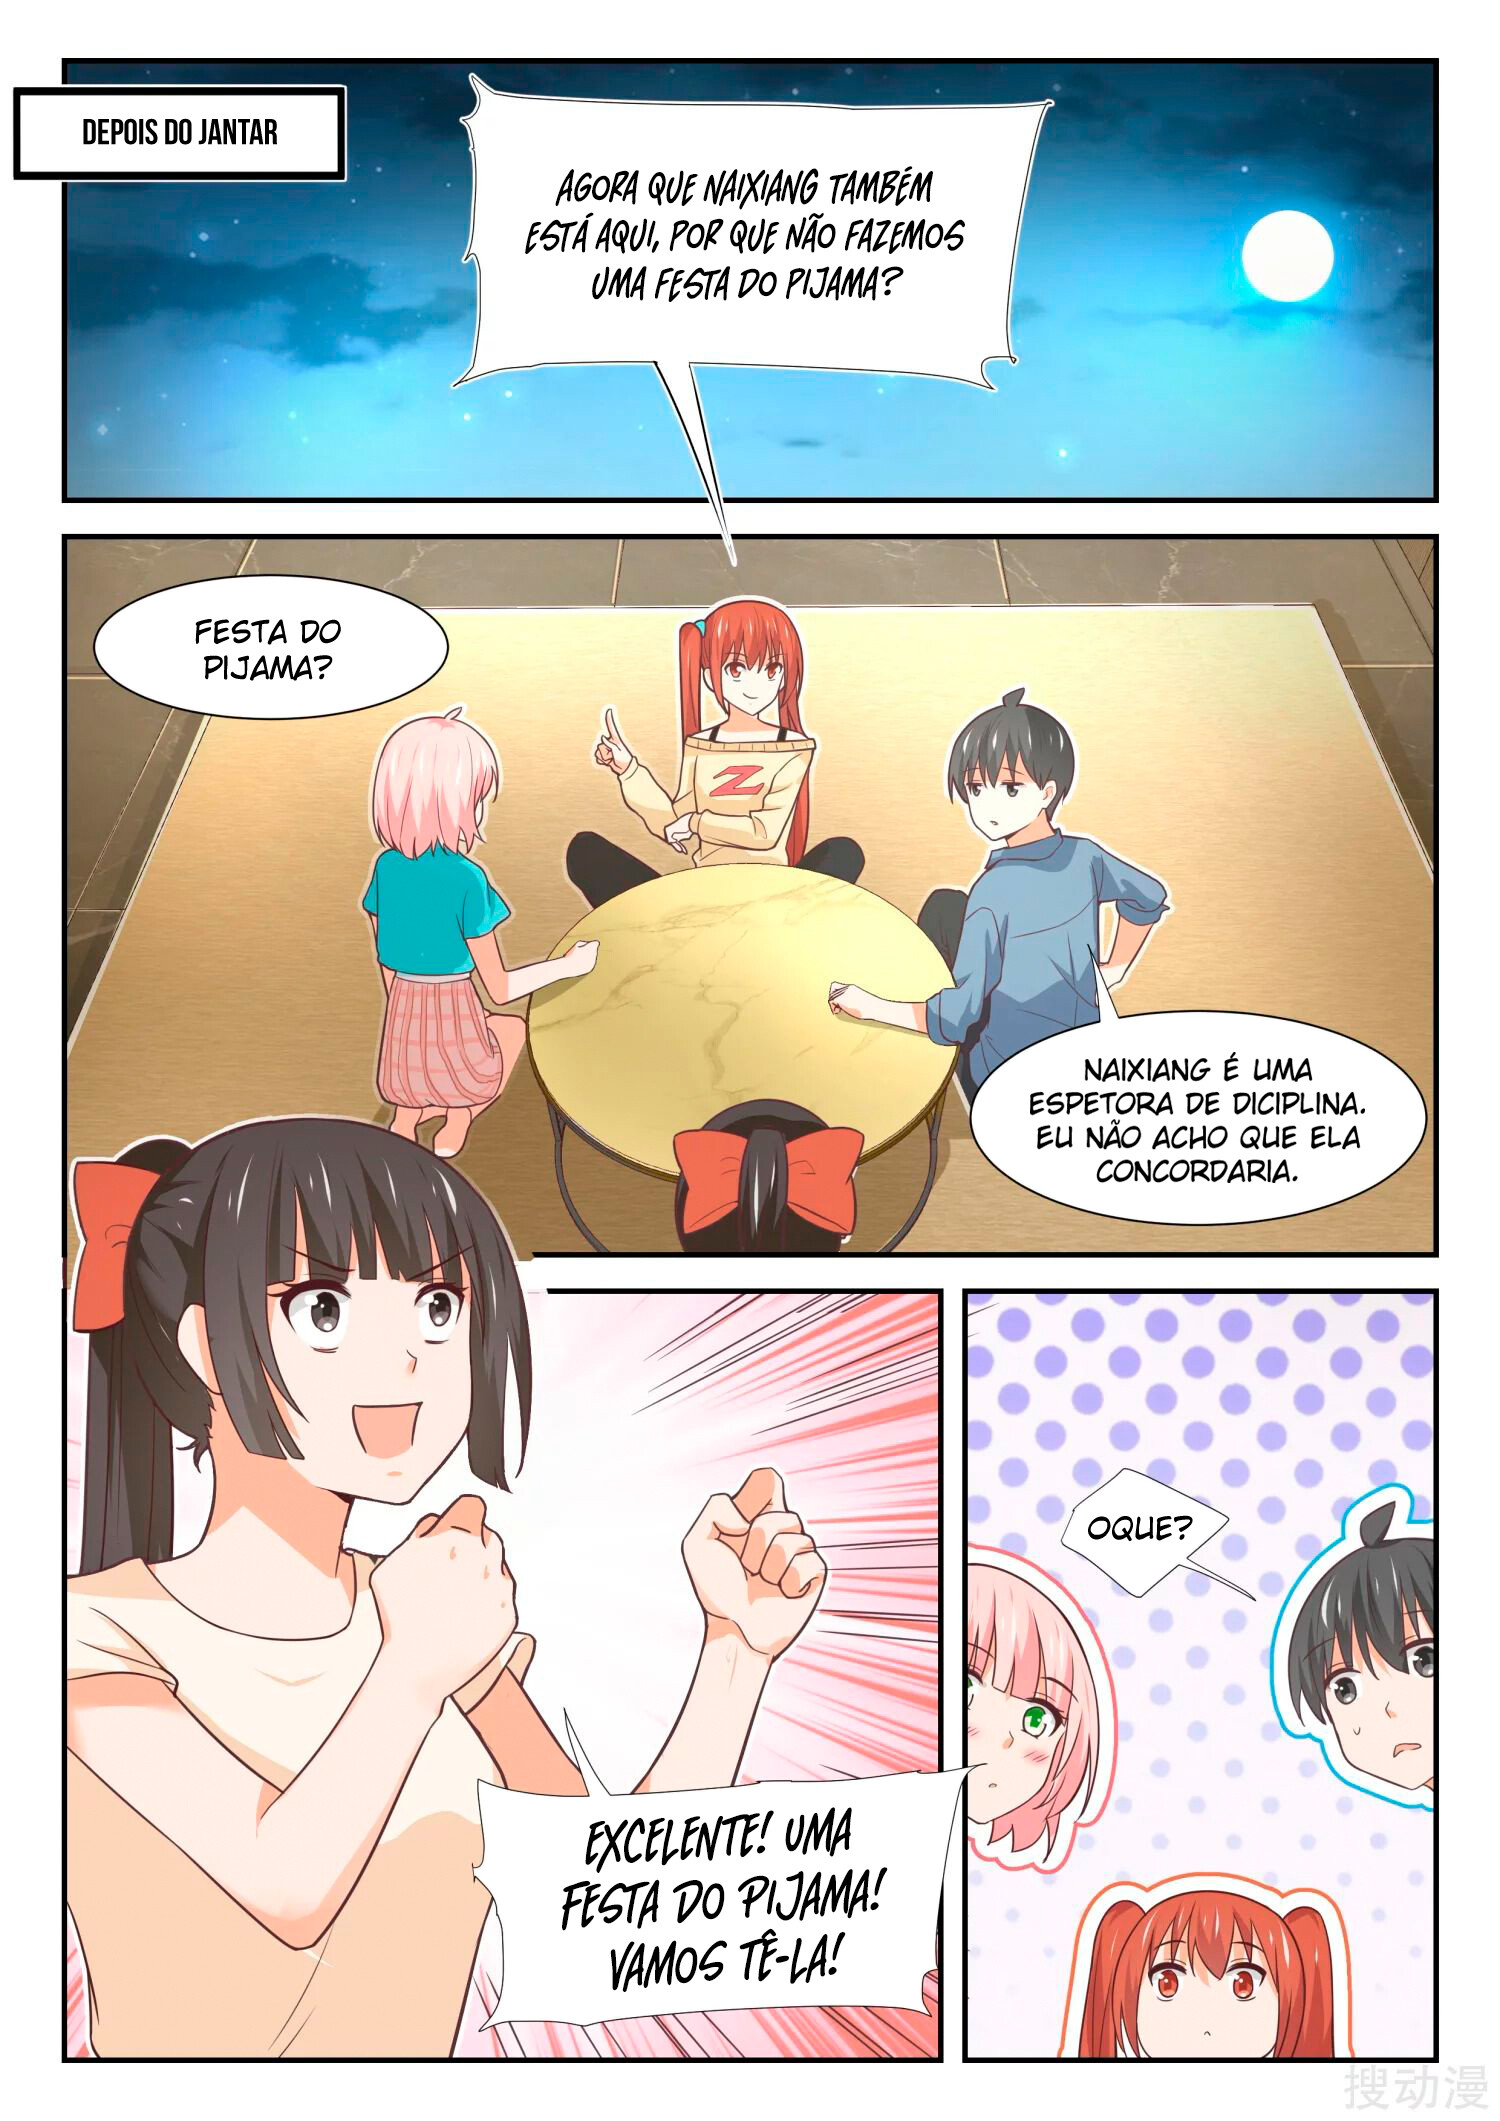 DEPOIS DO JANTAR
AGORA QUE NAIXIANG TAMBÉM
ESTÁ AQUI, POR QUE NÃO FAZEMOS
UMA FESTA DO PIJAMA?
FESTA DO
PIJAMA?
Z
NAIXIANG É UMA
ESPETORA DE DICIPLINA.
EU NÃO ACHO QUE ELA
CONCORDARIA.
EXCELENTE! UMA
FESTA DO PIJAMA!
VAMOS TÊ-LA!
OQUE?
搜动漫